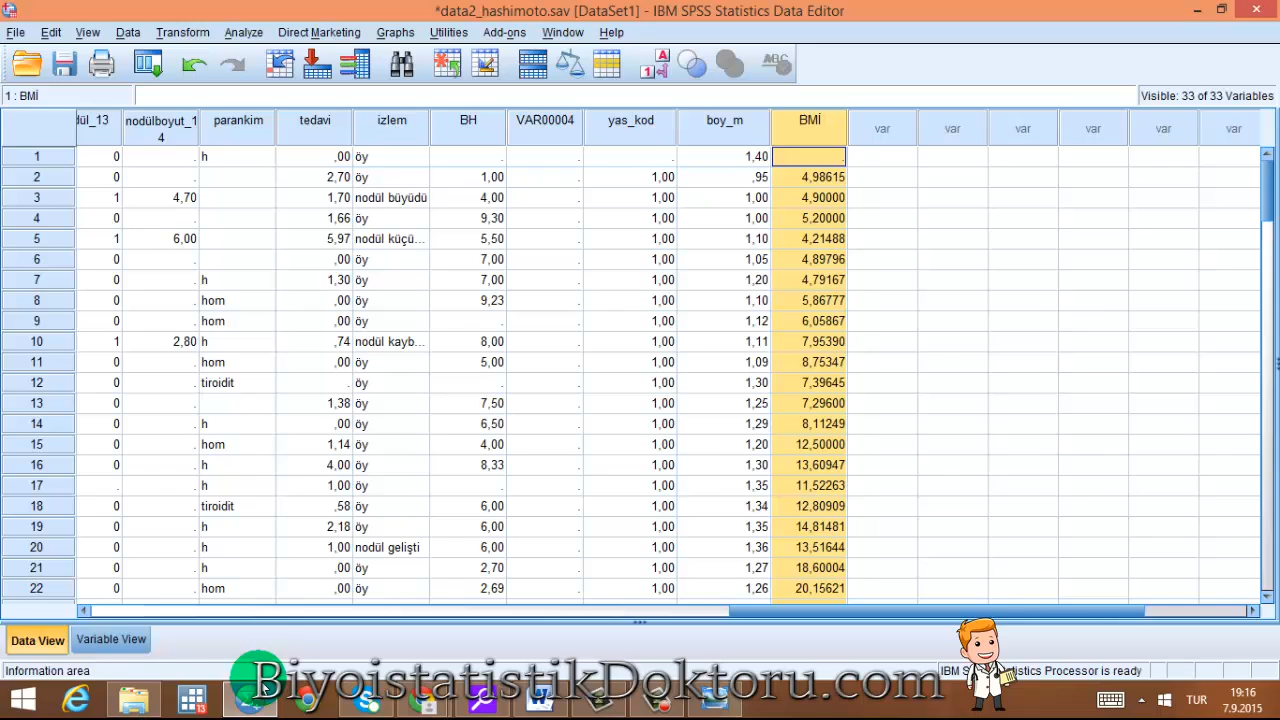 *data2_hashimoto.sav [DataSet1] - IBM SPSS Statistics Data Editor
File Edit View Data Transform Analyze Direct Marketing Graphs Utilities Add-ons Window Help
1 : BMİ Visible: 33 of 33 Variables
dül_13 nodülboyut_14 parankim tedavi izlem BH VAR00004 yas_kod boy_m BMİ var var var var var var
1 0 . h ,00 öy . . . 1,40 .
2 0 . 2,70 öy 1,00 . 1,00 ,95 4,98615
3 1 4,70 1,70 nodül büyüdü 4,00 . 1,00 1,00 4,90000
4 0 . 1,66 öy 9,30 . 1,00 1,00 5,20000
5 1 6,00 5,97 nodül küçü... 5,50 . 1,00 1,10 4,21488
6 0 . ,00 öy 7,00 . 1,00 1,05 4,89796
7 0 . h 1,30 öy 7,00 . 1,00 1,20 4,79167
8 0 . hom ,00 öy 9,23 . 1,00 1,10 5,86777
9 0 . hom ,00 öy . . 1,00 1,12 6,05867
10 1 2,80 h ,74 nodül kayb... 8,00 . 1,00 1,11 7,95390
11 0 . hom ,00 öy 5,00 . 1,00 1,09 8,75347
12 0 . tiroidit . öy . . 1,00 1,30 7,39645
13 0 . 1,38 öy 7,50 . 1,00 1,25 7,29600
14 0 . h ,00 öy 6,50 . 1,00 1,29 8,11249
15 0 . hom 1,14 öy 4,00 . 1,00 1,20 12,50000
16 0 . h 4,00 öy 8,33 . 1,00 1,30 13,60947
17 . . h 1,00 öy . . 1,00 1,35 11,52263
18 0 . tiroidit ,58 öy 6,00 . 1,00 1,34 12,80909
19 0 . h 2,18 öy 6,00 . 1,00 1,35 14,81481
20 0 . h 1,00 nodül gelişti 6,00 . 1,00 1,36 13,51644
21 0 . h ,00 öy 2,70 . 1,00 1,27 18,60004
22 0 . hom ,00 öy 2,69 . 1,00 1,26 20,15621
Data View Variable View
Information area
BiyoistatistikDoktoru.com
TUR 19:16
7.9.2015